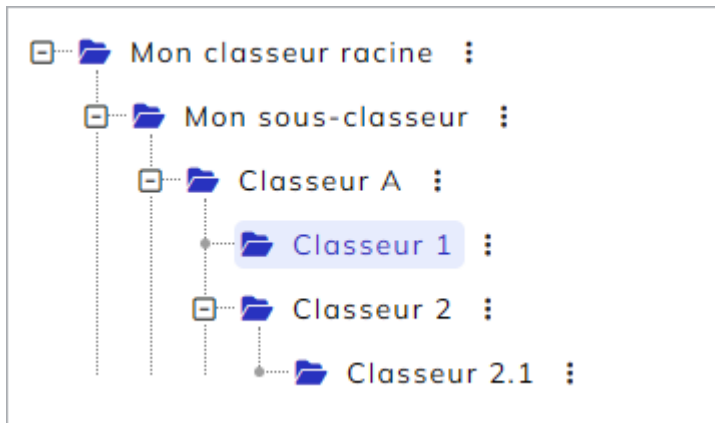 Mon classeur racine
Mon sous-classeur
Classeur A
Classeur 1
Classeur 2
Classeur 2.1